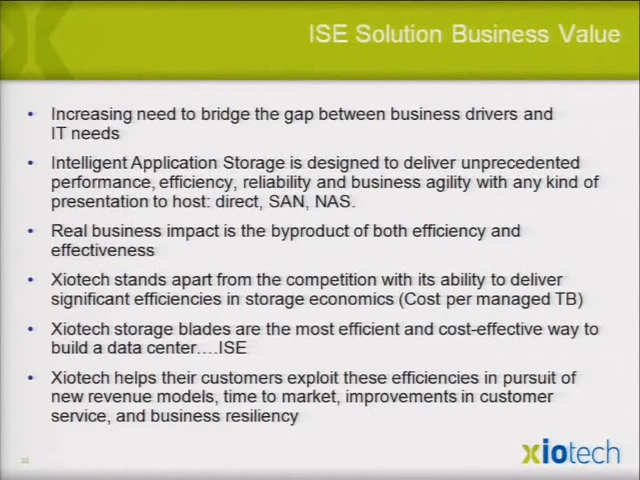 ISE Solution Business Value
• Increasing need to bridge the gap between business drivers and
IT needs
• Intelligent Application Storage is designed to deliver unprecedented
performance, efficiency, reliability and business agility with any kind of
presentation to host: direct, SAN, NAS.
• Real business impact is the byproduct of both efficiency and
effectiveness
• Xiotech stands apart from the competition with its ability to deliver
significant efficiencies in storage economics (Cost per managed TB)
• Xiotech storage blades are the most efficient and cost-effective way to
build a data center….ISE
• Xiotech helps their customers exploit these efficiencies in pursuit of
new revenue models, time to market, improvements in customer
service, and business resiliency
xiotech